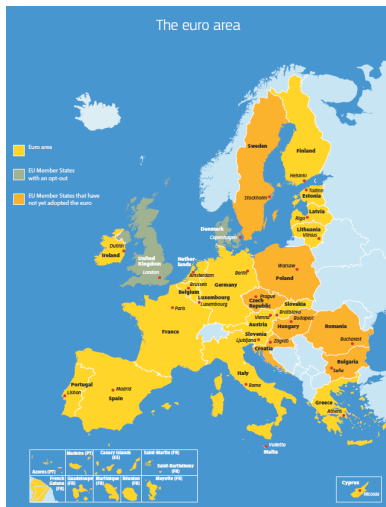 The euro area
Euro area
EU Member States
with an opt-out
EU Member States that have
not yet adopted the euro
Sweden
Finland
Helsinki
Stockholm
Tallinn
Estonia
Latvia
Riga
Lithuania
Vilnius
Denmark
Copenhagen
Dublin
Ireland
United
Kingdom
London
Nether-
lands
Amsterdam
Berlin
Germany
Warsaw
Poland
Brussels
Belgium
Luxembourg
Luxembourg
Prague
Czech
Republic
Slovakia
Bratislava
Vienna
Austria
Budapest
Hungary
Paris
France
Slovenia
Ljubljana
Zagreb
Croatia
Romania
Bucharest
Bulgaria
Sofia
Italy
Rome
Portugal
Lisbon
Madrid
Spain
Greece
Athens
Valletta
Malta
Azores (PT)
Madeira (PT)
Canary Islands
(ES)
Saint-Martin (FR)
Saint-Barthélemy
(FR)
French
Guiana
(FR)
Guadeloupe
(FR)
Martinique
(FR)
Réunion
(FR)
Mayotte (FR)
Cyprus
Nicosia